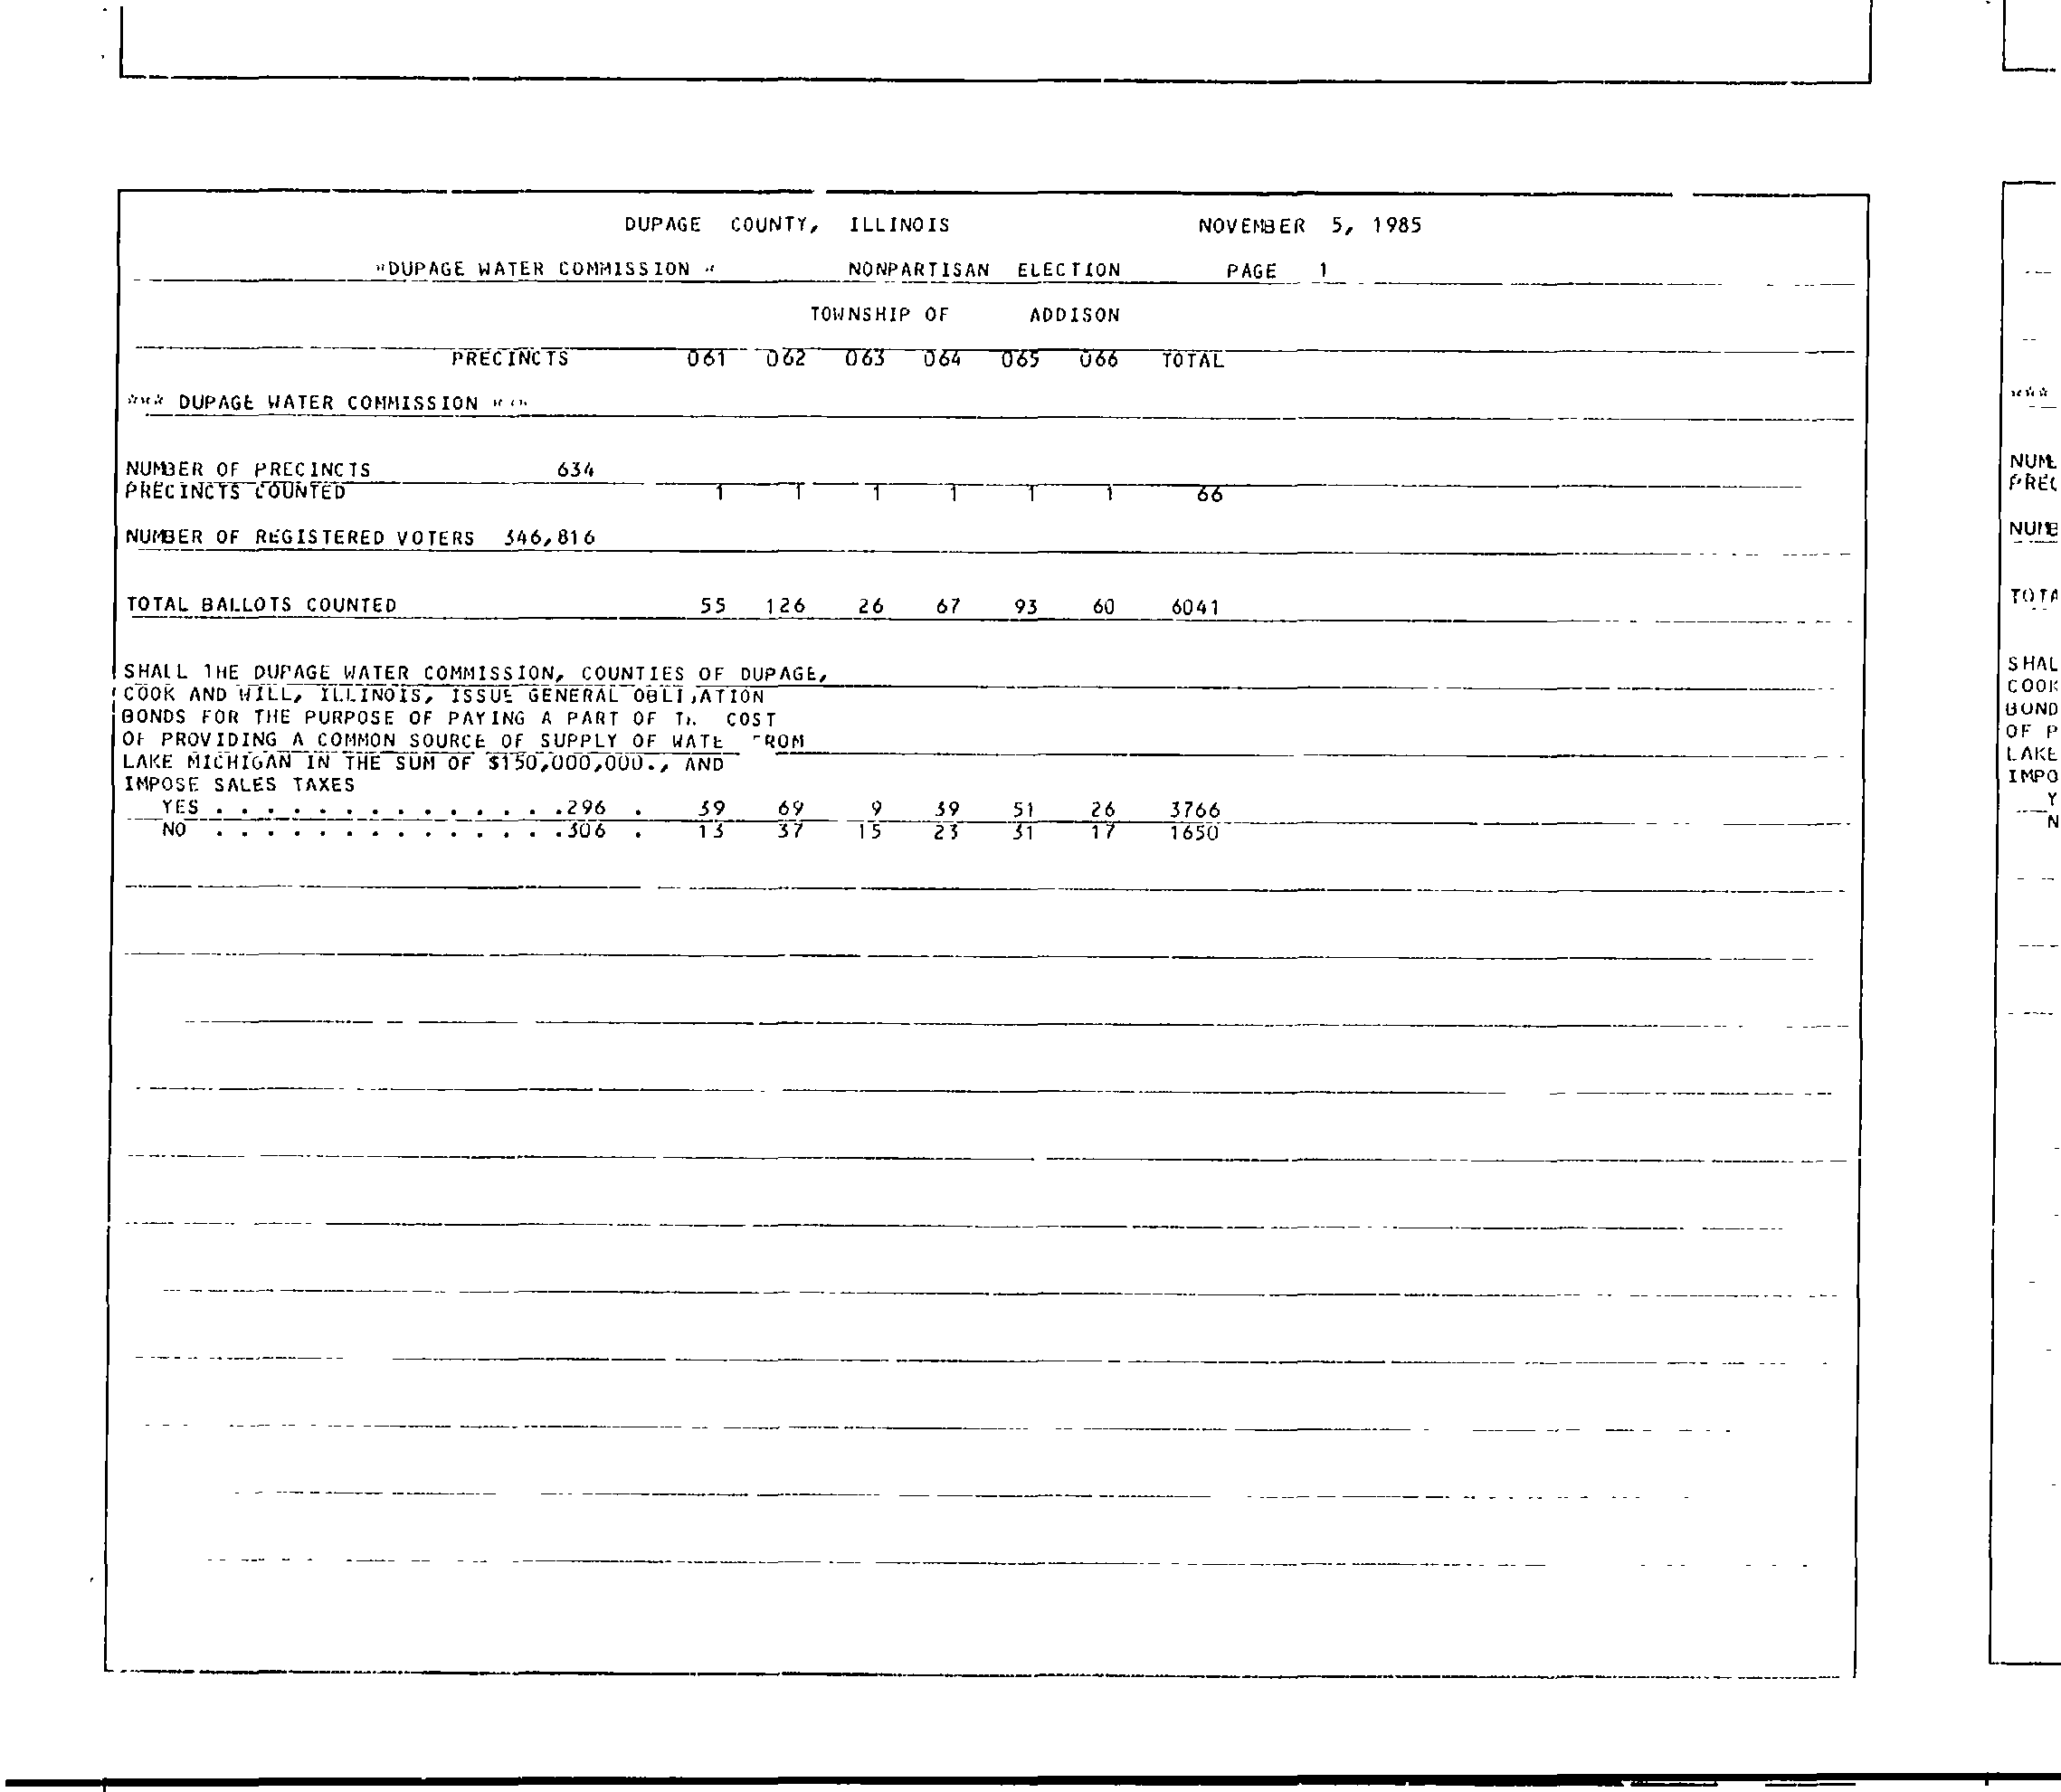 DUPAGE COUNTY, ILLINOIS NOVEMBER 5, 1985
"DUPAGE WATER COMMISSION " NONPARTISAN ELECTION PAGE 1
TOWNSHIP OF ADDISON
PRECINCTS 061 062 063 064 065 066 TOTAL
*** DUPAGE WATER COMMISSION ***
NUMBER OF PRECINCTS 634
PRECINCTS COUNTED 1 1 1 1 1 1 66
NUMBER OF REGISTERED VOTERS 346,816
TOTAL BALLOTS COUNTED 55 126 26 67 93 60 6041
SHALL THE DUPAGE WATER COMMISSION, COUNTIES OF DUPAGE,
COOK AND WILL, ILLINOIS, ISSUE GENERAL OBLI,ATION
BONDS FOR THE PURPOSE OF PAYING A PART OF COST
OF PROVIDING A COMMON SOURCE OF SUPPLY OF WATE FROM
LAKE MICHIGAN IN THE SUM OF $150,000,000., AND
IMPOSE SALES TAXES
YES . . . . . . . . . . . . . .296 . 39 69 9 39 51 26 3766
NO . . . . . . . . . . . . . .306 . 13 37 15 23 31 17 1650
***
NUM
PREC
NUMB
TOTA
SHAL
COOK
BOND
OF P
LAKE
IMPO
Y
N